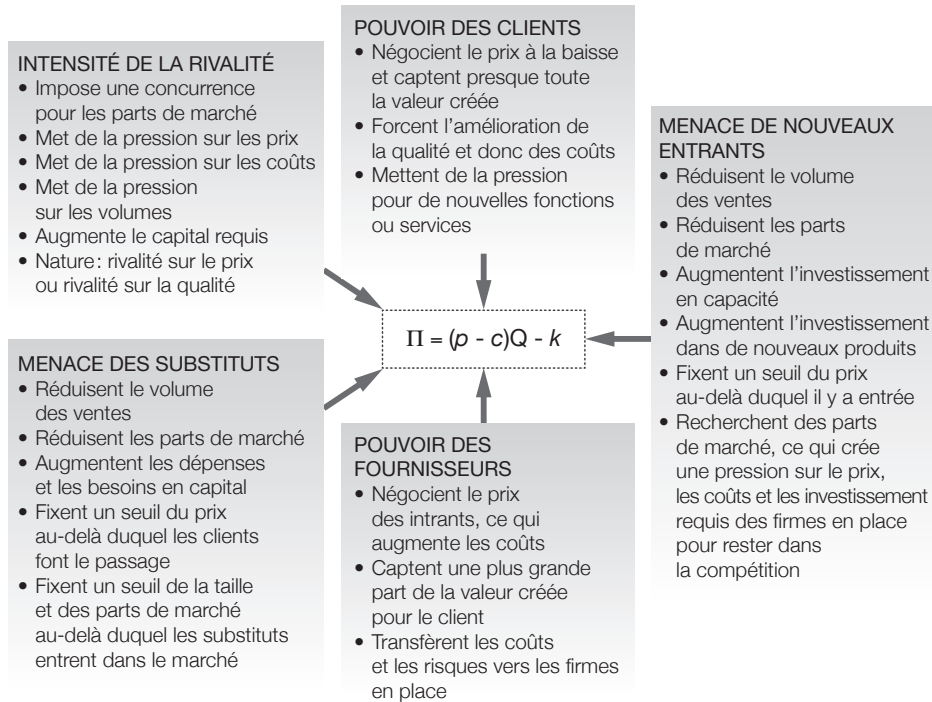 INTENSITÉ DE LA RIVALITÉ
• Impose une concurrence
pour les parts de marché
• Met de la pression sur les prix
• Met de la pression sur les coûts
• Met de la pression
sur les volumes
• Augmente le capital requis
• Nature : rivalité sur le prix
ou rivalité sur la qualité
POUVOIR DES CLIENTS
• Négocient le prix à la baisse
et captent presque toute
la valeur créée
• Forcent l’amélioration de
la qualité et donc des coûts
• Mettent de la pression
pour de nouvelles fonctions
ou services
MENACE DE NOUVEAUX
ENTRANTS
• Réduisent le volume
des ventes
• Réduisent les parts
de marché
• Augmentent l’investissement
en capacité
• Augmentent l’investissement
dans de nouveaux produits
• Fixent un seuil du prix
au-delà duquel il y a entrée
• Recherchent des parts
de marché, ce qui crée
une pression sur le prix,
les coûts et les investissement
requis des firmes en place
pour rester dans
la compétition
Π = (p - c)Q - k
MENACE DES SUBSTITUTS
• Réduisent le volume
des ventes
• Réduisent les parts de marché
• Augmentent les dépenses
et les besoins en capital
• Fixent un seuil du prix
au-delà duquel les clients
font le passage
• Fixent un seuil de la taille
et des parts de marché
au-delà duquel les substituts
entrent dans le marché
POUVOIR DES
FOURNISSEURS
• Négocient le prix
des intrants, ce qui
augmente les coûts
• Captent une plus grande
part de la valeur créée
pour le client
• Transfèrent les coûts
et les risques vers les firmes
en place